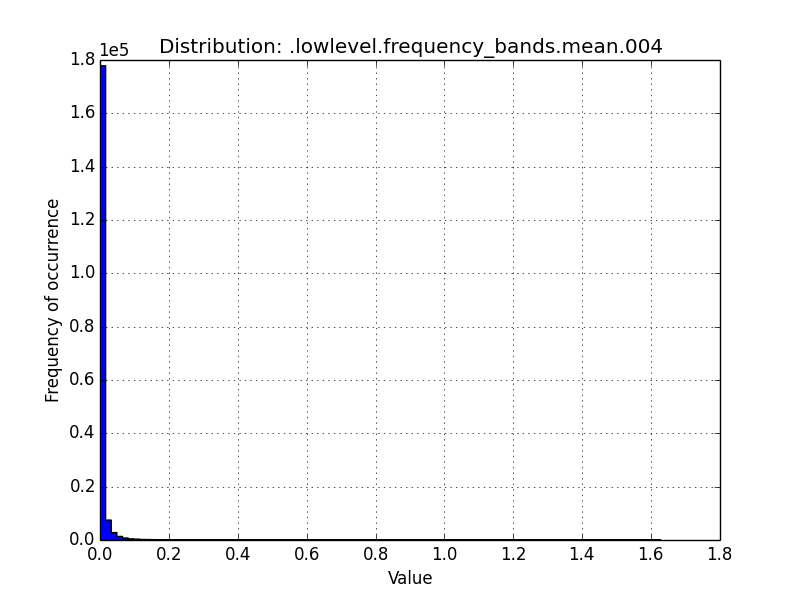 Distribution: .lowlevel.frequency_bands.mean.004
1e5
1.8
1.6
1.4
1.2
1.0
0.8
0.6
0.4
0.2
0.0
Frequency of occurrence
0.0 0.2 0.4 0.6 0.8 1.0 1.2 1.4 1.6 1.8
Value